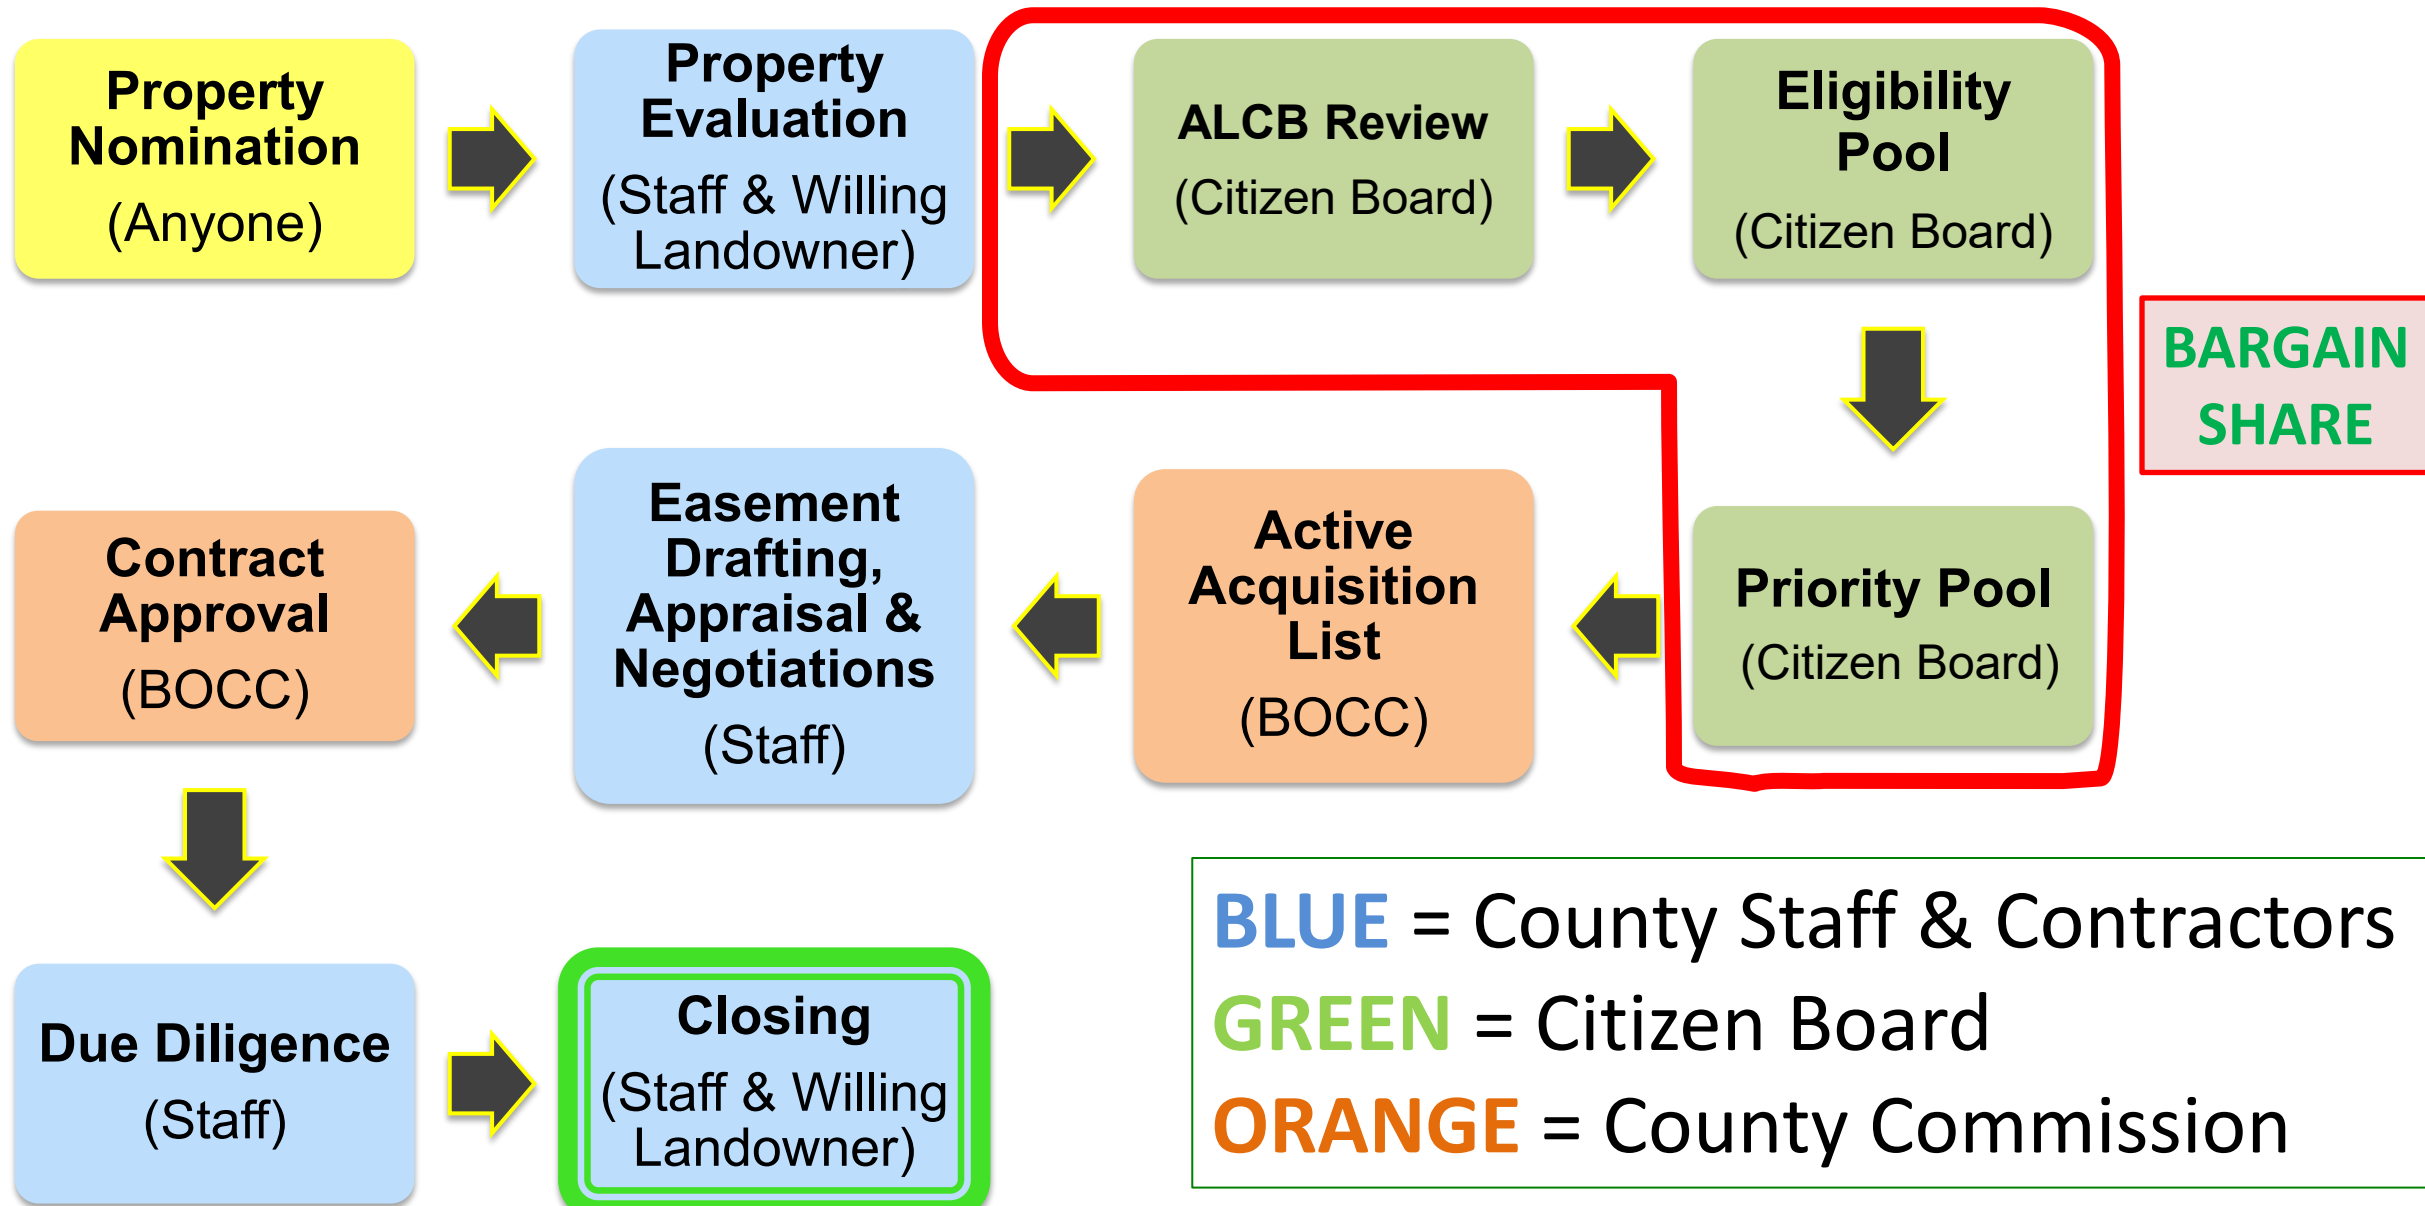 Property
Nomination
(Anyone)
Property
Evaluation
(Staff & Willing
Landowner)
ALCB Review
(Citizen Board)
Eligibility
Pool
(Citizen Board)
BARGAIN
SHARE
Priority Pool
(Citizen Board)
Active
Acquisition
List
(BOCC)
Easement
Drafting,
Appraisal &
Negotiations
(Staff)
Contract
Approval
(BOCC)
Due Diligence
(Staff)
Closing
(Staff & Willing
Landowner)
BLUE = County Staff & Contractors
GREEN = Citizen Board
ORANGE = County Commission